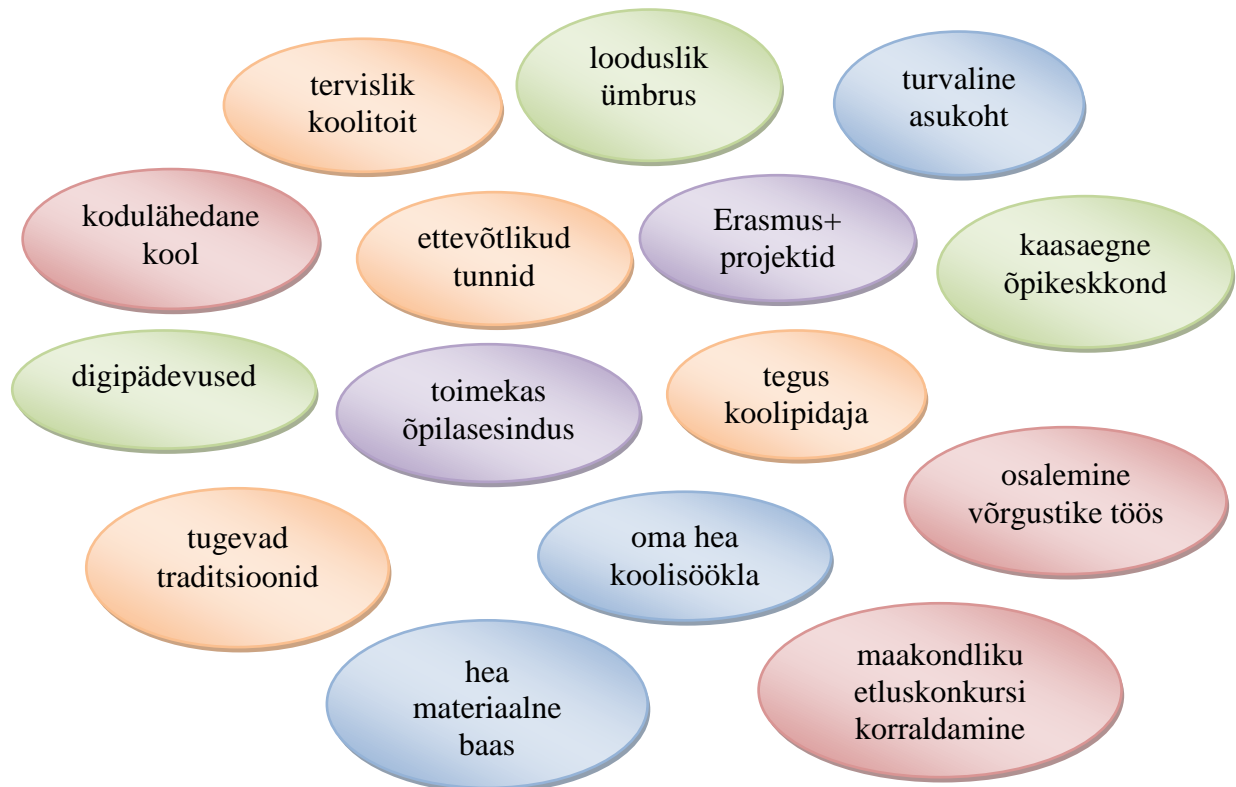 tervislik
koolitoit
looduslik
ümbrus
turvaline
asukoht
kodulähedane
kool
ettevõtlikud
tunnid
Erasmus+
projektid
kaasaegne
õpikeskkond
digipädevused
toimekas
õpilasesindus
tegus
koolipidaja
osalemine
võrgustike töös
tugevad
traditsioonid
oma hea
koolisöökla
hea
materiaalne
baas
maakondliku
etluskonkursi
korraldamine